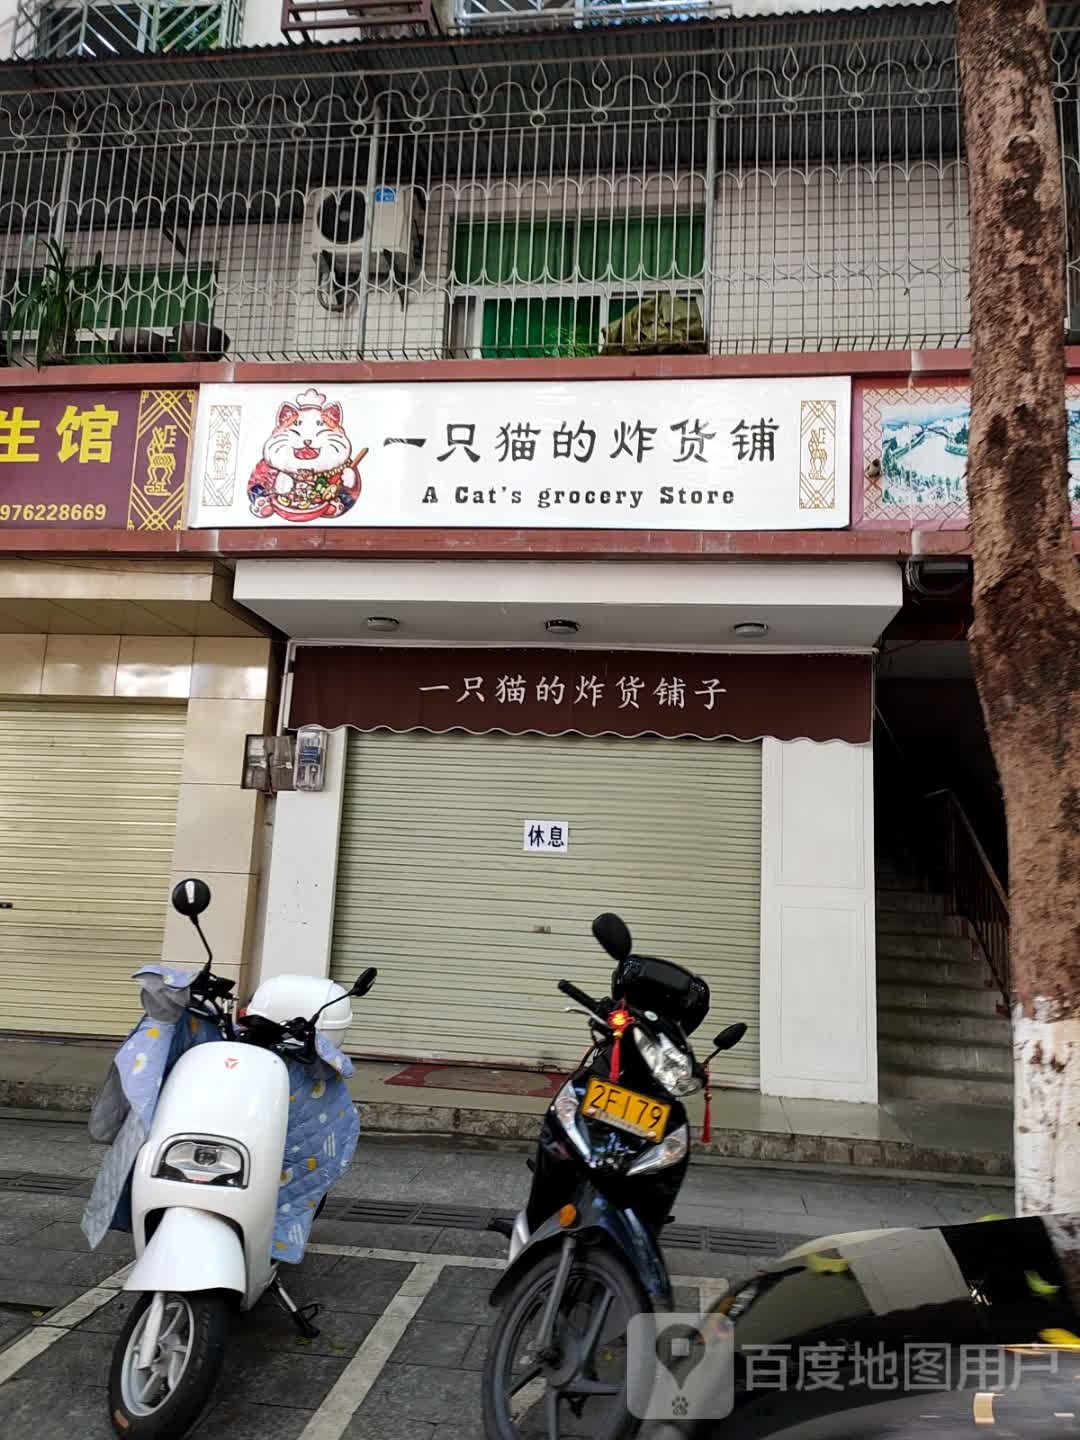 生馆
976228669
一只猫的炸货铺
A Cat's grocery Store
一只猫的炸货铺子
休息
2F179
百度地图用户